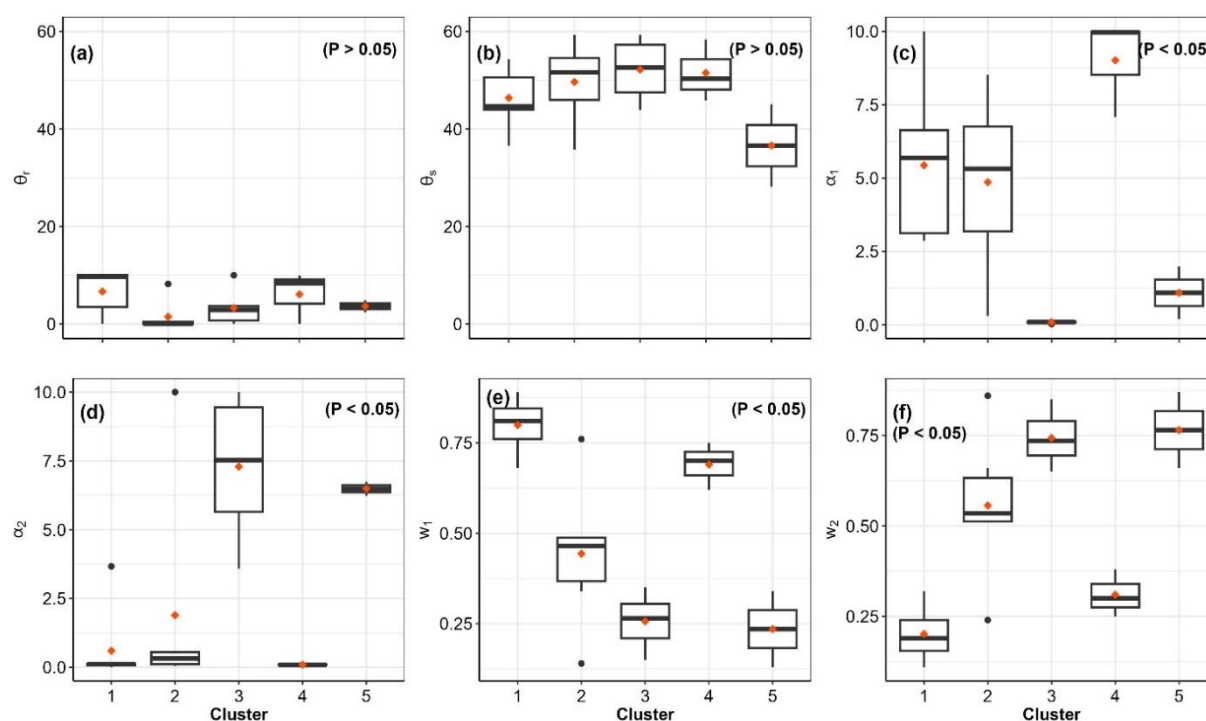 (a)
(P > 0.05)
60
40
20
0
θr
(b)
(P > 0.05)
60
40
20
0
θs
(c)
(P < 0.05
10.0
7.5
5.0
2.5
0.0
α1
(d)
(P < 0.05)
10.0
7.5
5.0
2.5
0.0
α2
1 2 3 4 5
Cluster
(e)
(P < 0.05)
0.75
0.50
0.25
w1
1 2 3 4 5
Cluster
(f)
(P < 0.05)
0.75
0.50
0.25
w2
1 2 3 4 5
Cluster